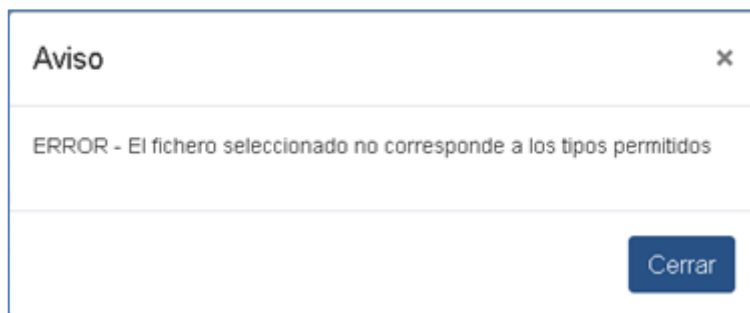 Aviso
×
ERROR - El fichero seleccionado no corresponde a los tipos permitidos
Cerrar